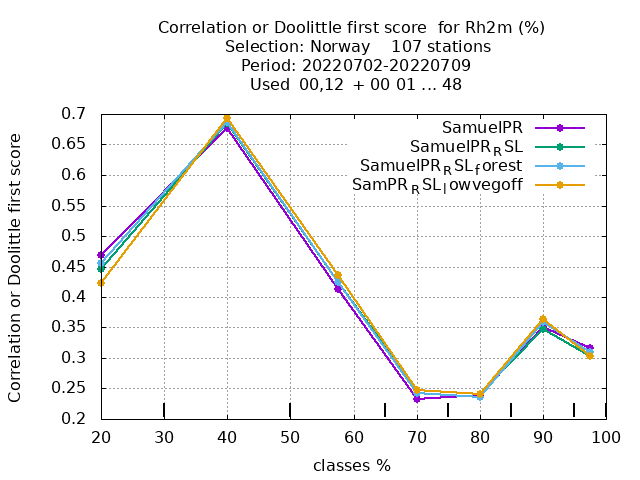 Correlation or Doolittle first score  for Rh2m (%)
Selection: Norway    107 stations
Period: 20220702-20220709
Used  00,12  + 00 01 ... 48
Correlation or Doolittle first score
0.7
0.65
0.6
0.55
0.5
0.45
0.4
0.35
0.3
0.25
0.2
SamuelPR
SamuelPR_RSL
SamuelPR_RSL_forest
SamPR_RSL_lowvegoff
20 30 40 50 60 70 80 90 100
classes %